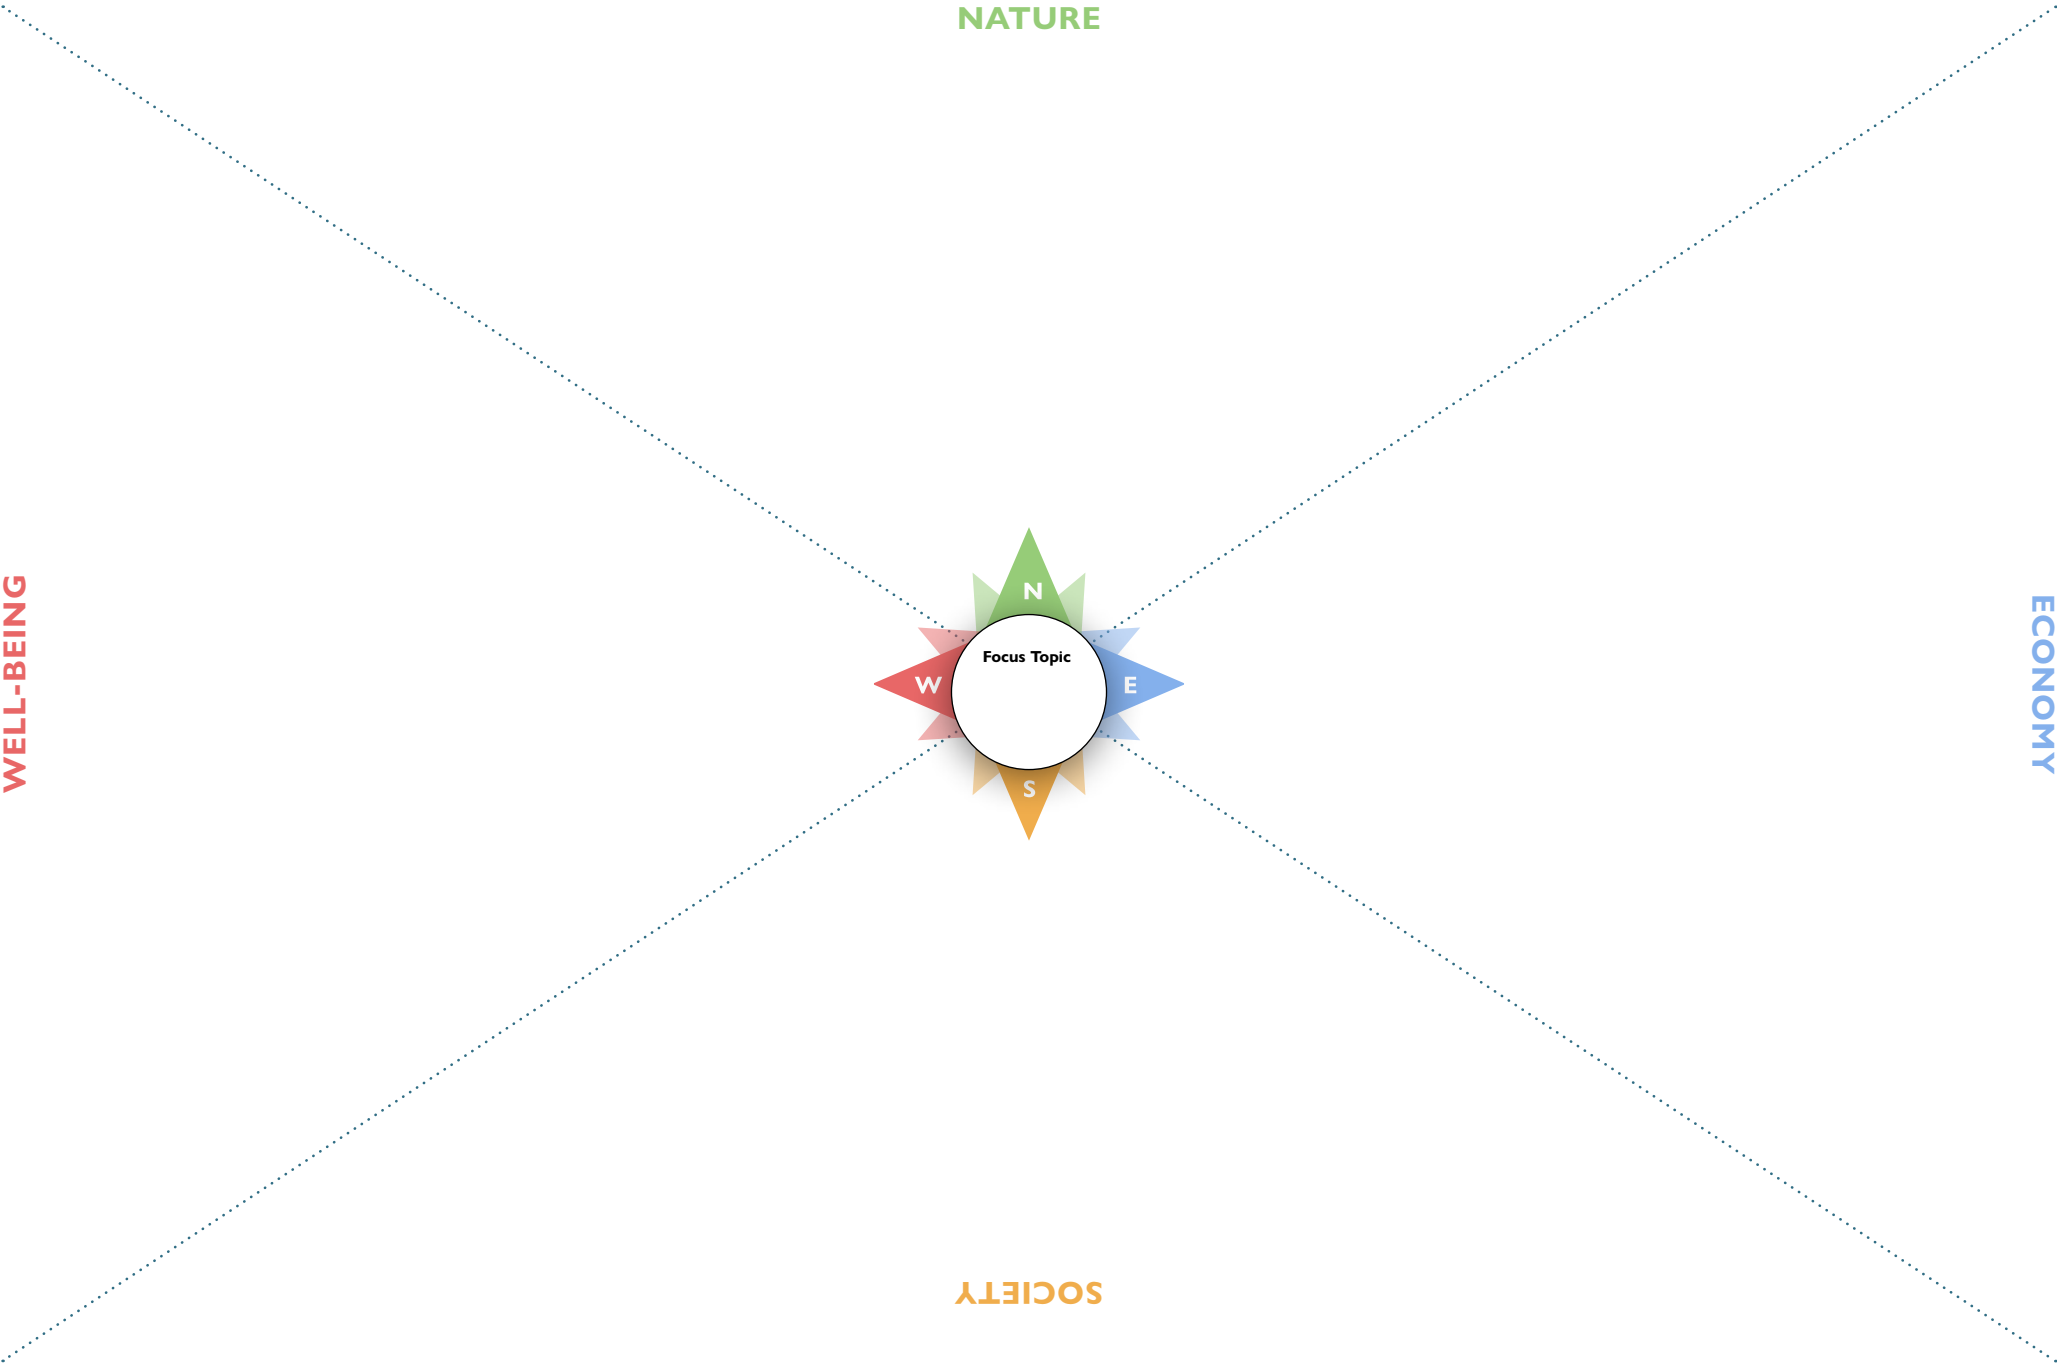 NATURE
N
Focus Topic
WELL-BEING
W
E
ECONOMY
S
SOCIETY